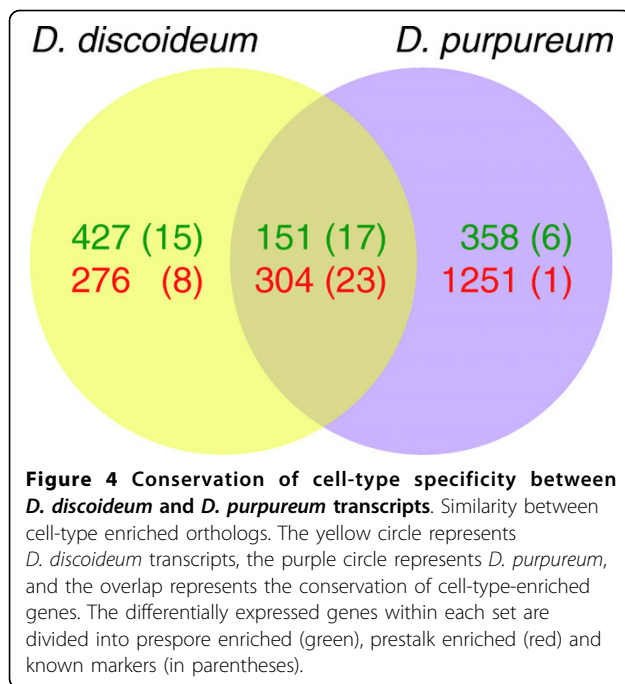 D. discoideum D. purpureum
427 (15) 151 (17) 358 (6)
276 (8) 304 (23) 1251 (1)
Figure 4 Conservation of cell-type specificity between
D. discoideum and D. purpureum transcripts. Similarity between
cell-type enriched orthologs. The yellow circle represents
D. discoideum transcripts, the purple circle represents D. purpureum,
and the overlap represents the conservation of cell-type-enriched
genes. The differentially expressed genes within each set are
divided into prespore enriched (green), prestalk enriched (red) and
known markers (in parentheses).